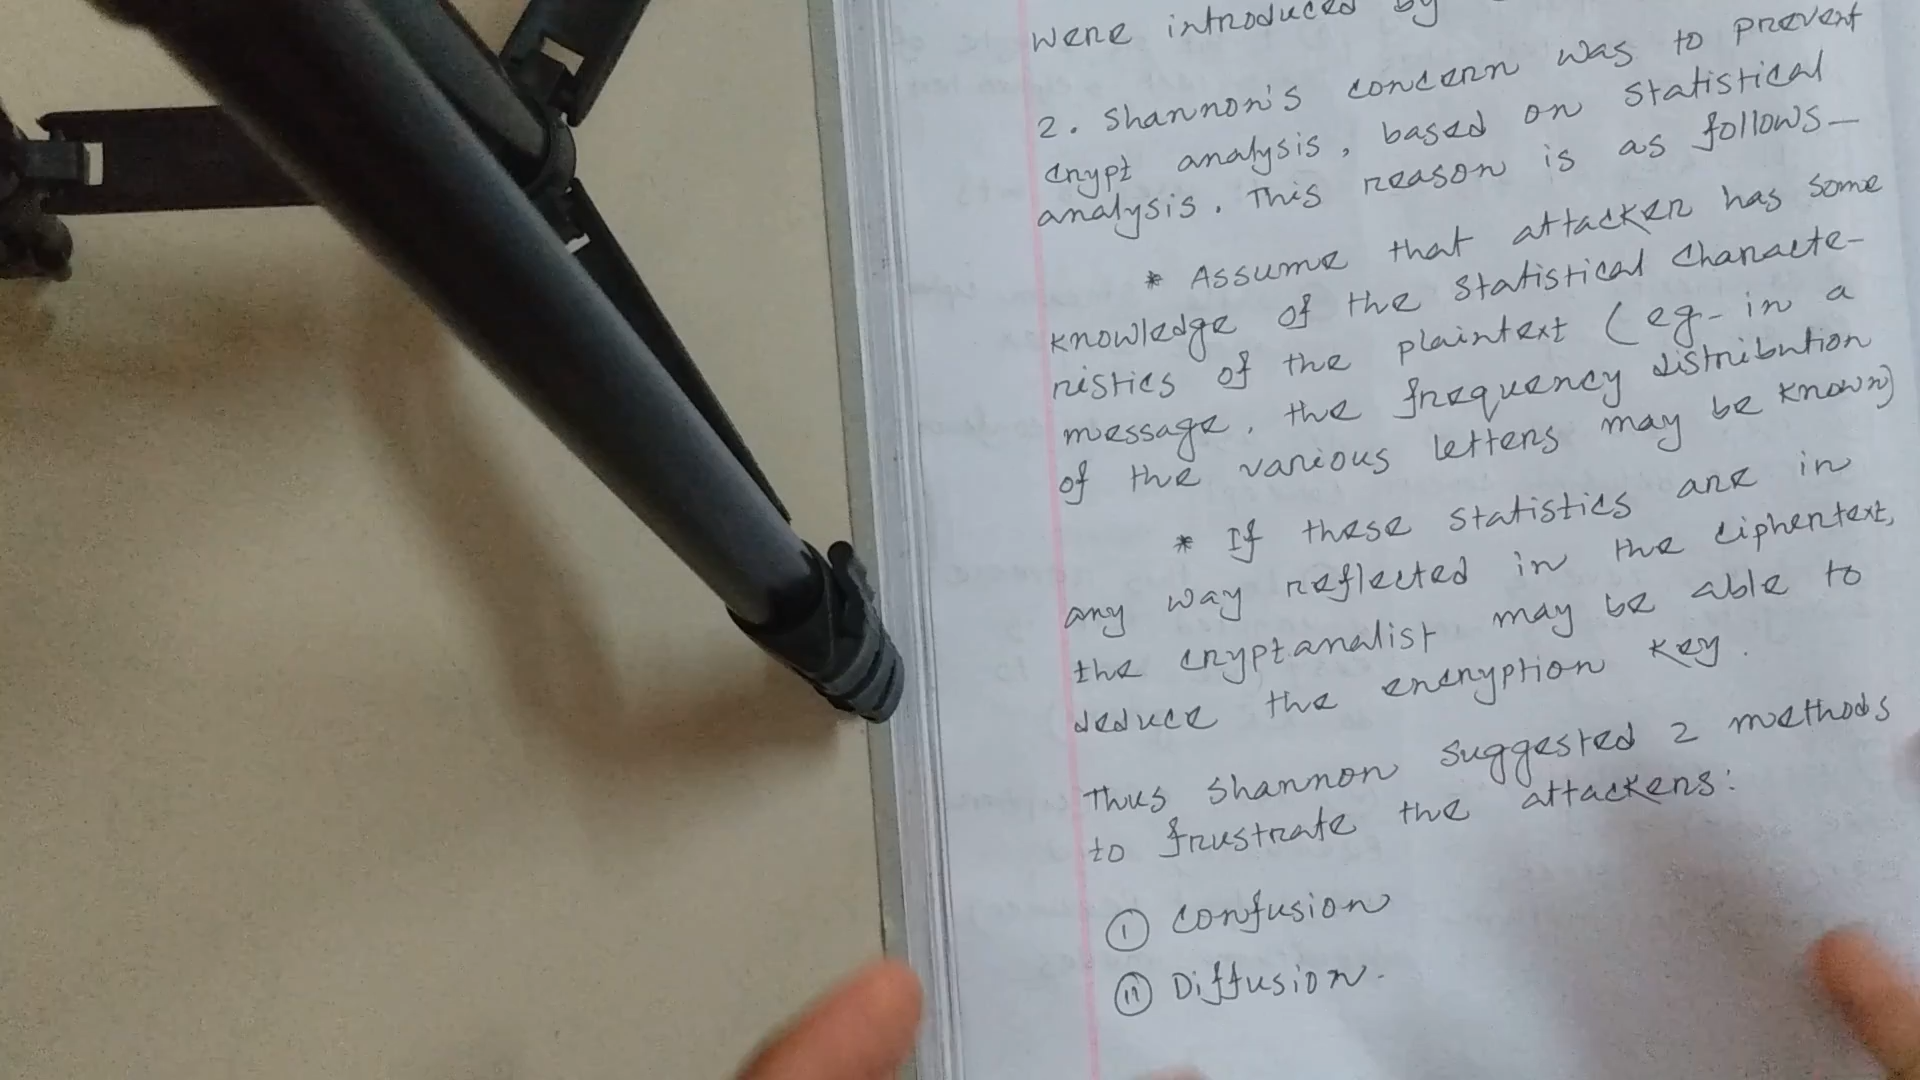 were introduced by
2. Shannon's concern was to prevent
crypt analysis, based on statistical
analysis. This reason is as follows—
* Assume that attacker has some
knowledge of the statistical characte-
ristics of the plaintext (eg- in a
message, the frequency distribution
of the various letters may be known)
* If these statistics are in
any way reflected in the ciphertext,
the cryptanalist may be able to
deduce the encryption key.
Thus Shannon suggested 2 methods
to frustrate the attackers:
(i) Confusion
(ii) Diffusion.